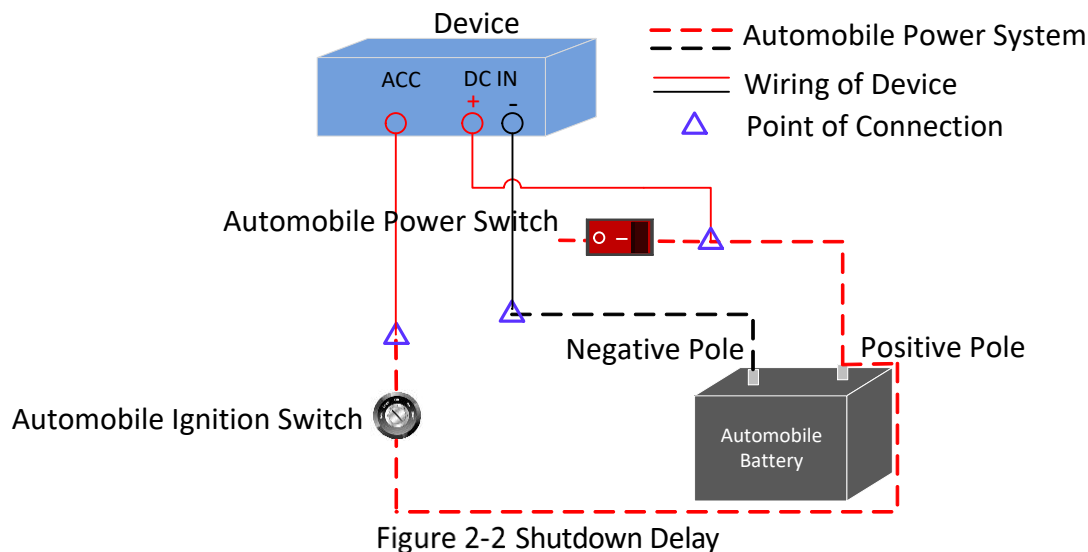 Device
Automobile Power System
ACC
DC IN
+
-
Wiring of Device
Point of Connection
Automobile Power Switch
Negative Pole
Positive Pole
Automobile Ignition Switch
Automobile
Battery
Figure 2-2 Shutdown Delay